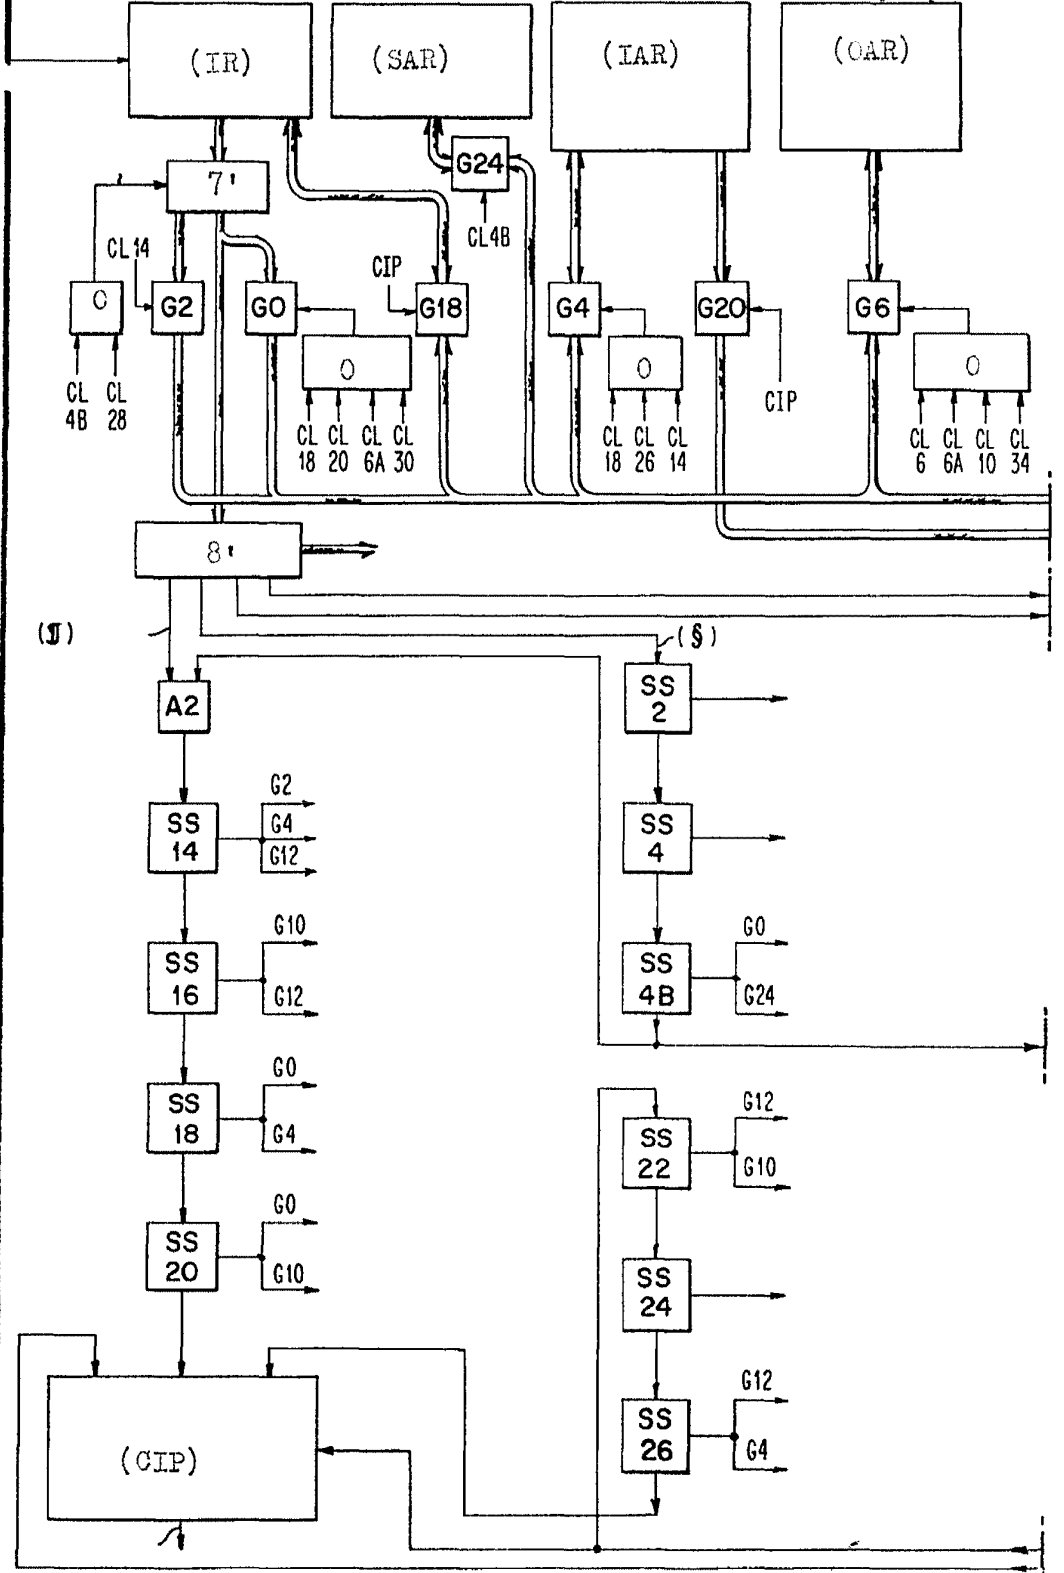 (IR)
(SAR)
(IAR)
(OAR)
7'
G24
CL4B
CL14
CIP
O
G2
G0
G18
G4
G20
G6
O
O
O
CL 4B
CL 28
CL 18
CL 20
CL 6A
CL 30
CL 18
CL 26
CL 14
CIP
CL 6
CL 6A
CL 10
CL 34
8'
(§)
A2
SS 2
SS 14
G2
G4
G12
SS 4
SS 16
G10
G12
SS 4B
G0
G24
SS 18
G0
G4
SS 22
G12
G10
SS 20
G0
G10
SS 24
(CIP)
SS 26
G12
G4